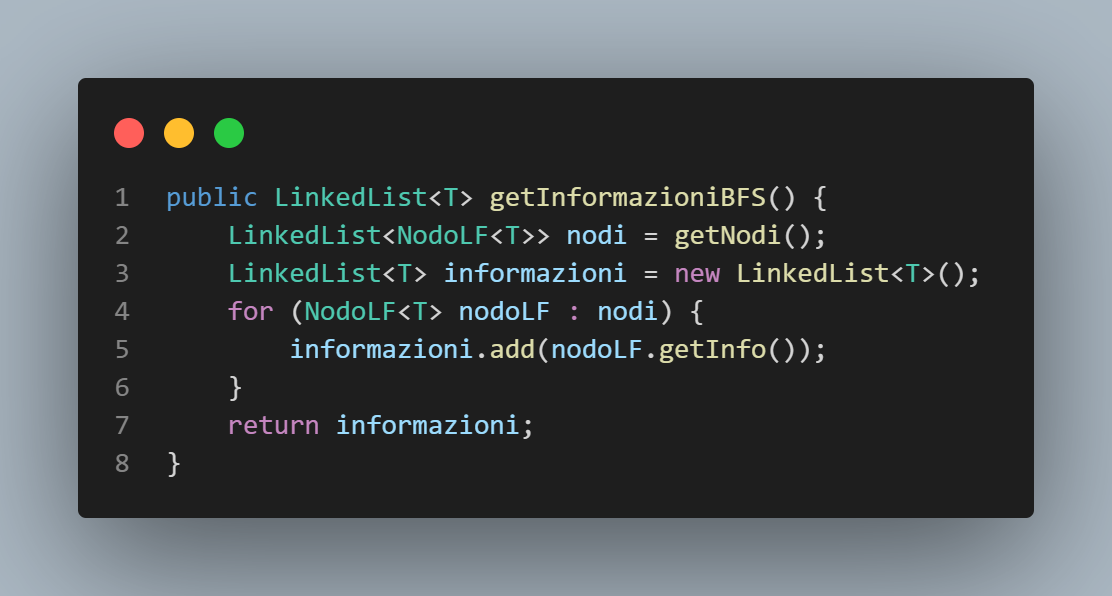 1 public LinkedList<T> getInformazioniBFS() {
2     LinkedList<NodoLF<T>> nodi = getNodi();
3     LinkedList<T> informazioni = new LinkedList<T>();
4     for (NodoLF<T> nodoLF : nodi) {
5         informazioni.add(nodoLF.getInfo());
6     }
7     return informazioni;
8 }